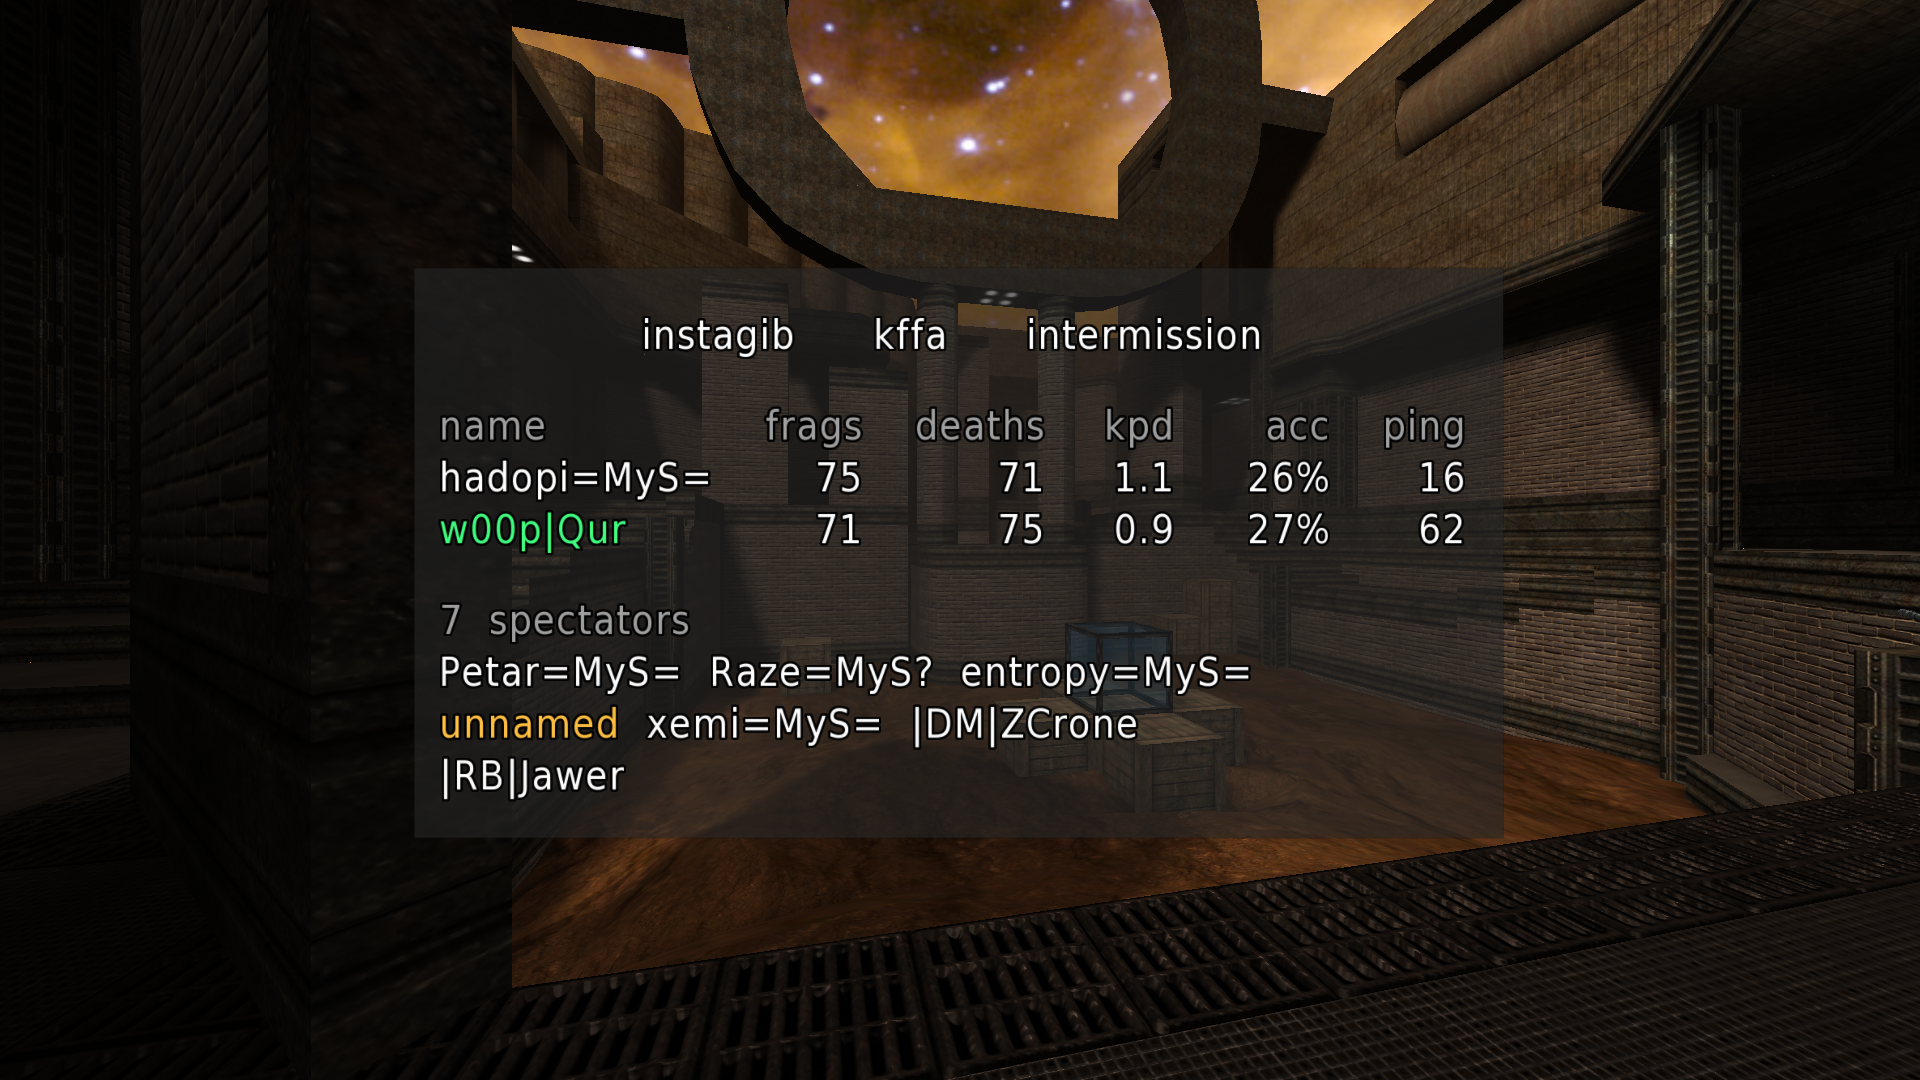 instagib kffa intermission
name frags deaths kpd acc ping
hadopi=MyS= 75 71 1.1 26% 16
w00p|Qur 71 75 0.9 27% 62
7 spectators
Petar=MyS= Raze=MyS? entropy=MyS=
unnamed xemi=MyS= |DM|ZCrone
|RB|Jawer